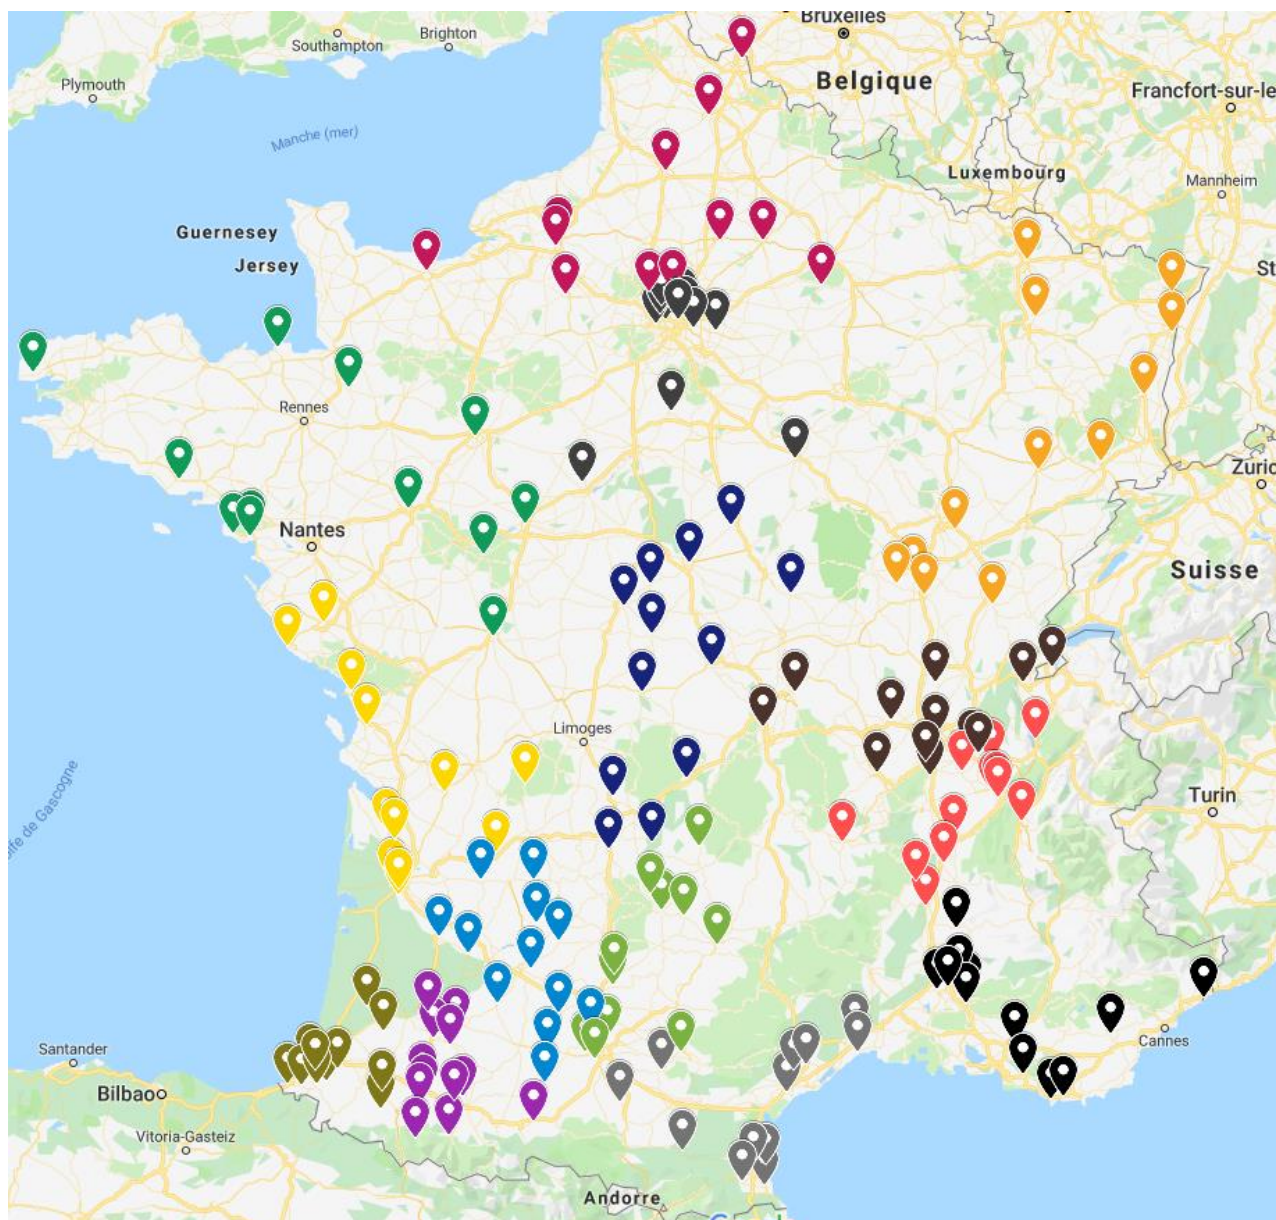 Bruxelles
Southampton
Brighton
Plymouth
Belgique
Francfort-sur-le
Manche (mer)
Luxembourg
Mannheim
Guernesey
Jersey
St
Rennes
Zuric
Nantes
Suisse
Limoges
Turin
fe de Gascogne
Cannes
Santander
Bilbao
Vitoria-Gasteiz
Andorre